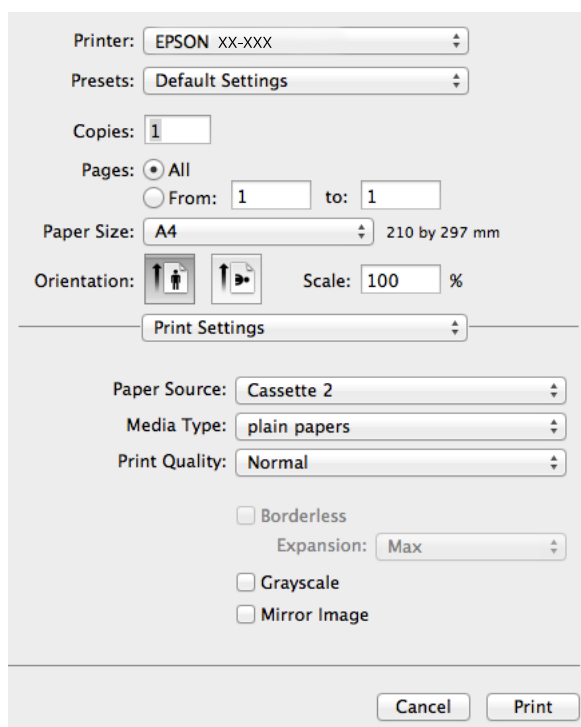 Printer: EPSON XX-XXX
Presets: Default Settings
Copies: 1
Pages: All
From: 1 to: 1
Paper Size: A4 210 by 297 mm
Orientation: Scale: 100 %
Print Settings
Paper Source: Cassette 2
Media Type: plain papers
Print Quality: Normal
Borderless
Expansion: Max
Grayscale
Mirror Image
Cancel Print